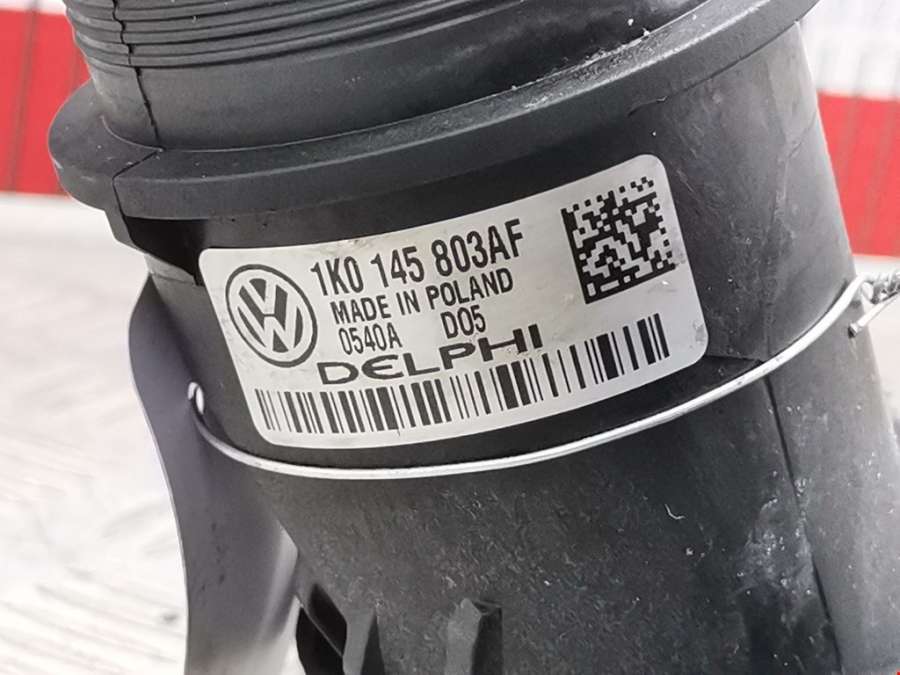 1K0 145 803AF
MADE IN POLAND
0540A D05
DELPHI